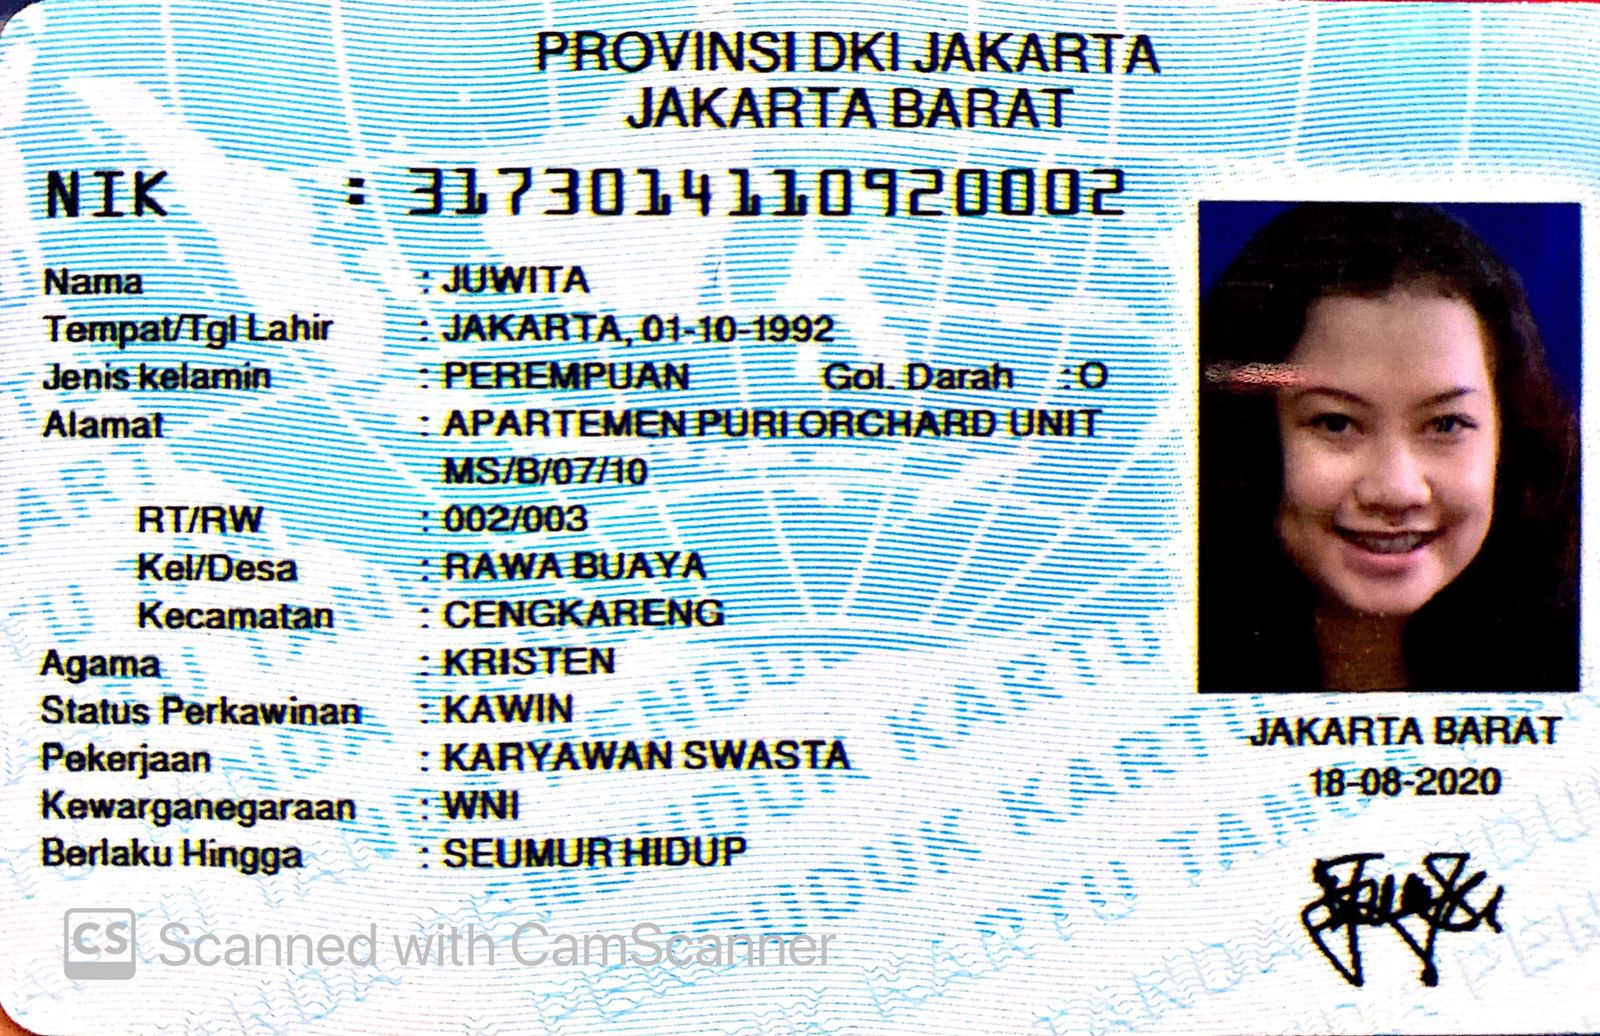 PROVINSI DKI JAKARTA
JAKARTA BARAT
NIK : 3173014110920002
Nama : JUWITA
Tempat/Tgl Lahir : JAKARTA, 01-10-1992
Jenis kelamin : PEREMPUAN Gol. Darah : O
Alamat : APARTEMEN PURI ORCHARD UNIT
MS/B/07/10
RT/RW : 002/003
Kel/Desa : RAWA BUAYA
Kecamatan : CENGKARENG
Agama : KRISTEN
Status Perkawinan : KAWIN
Pekerjaan : KARYAWAN SWASTA
Kewarganegaraan : WNI
Berlaku Hingga : SEUMUR HIDUP
JAKARTA BARAT
18-08-2020
CS Scanned with CamScanner